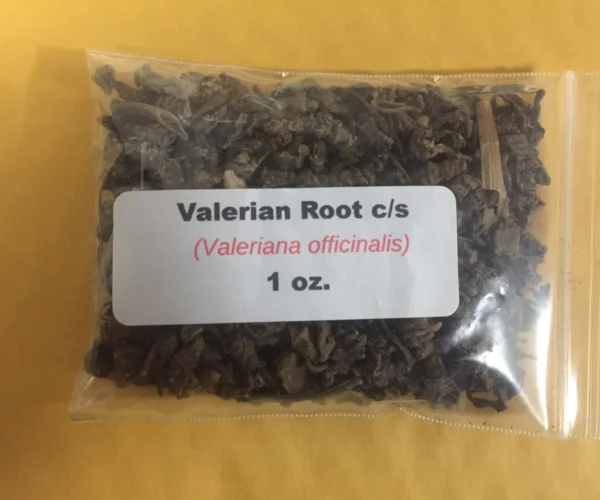 Valerian Root c/s
(Valeriana officinalis)
1 oz.